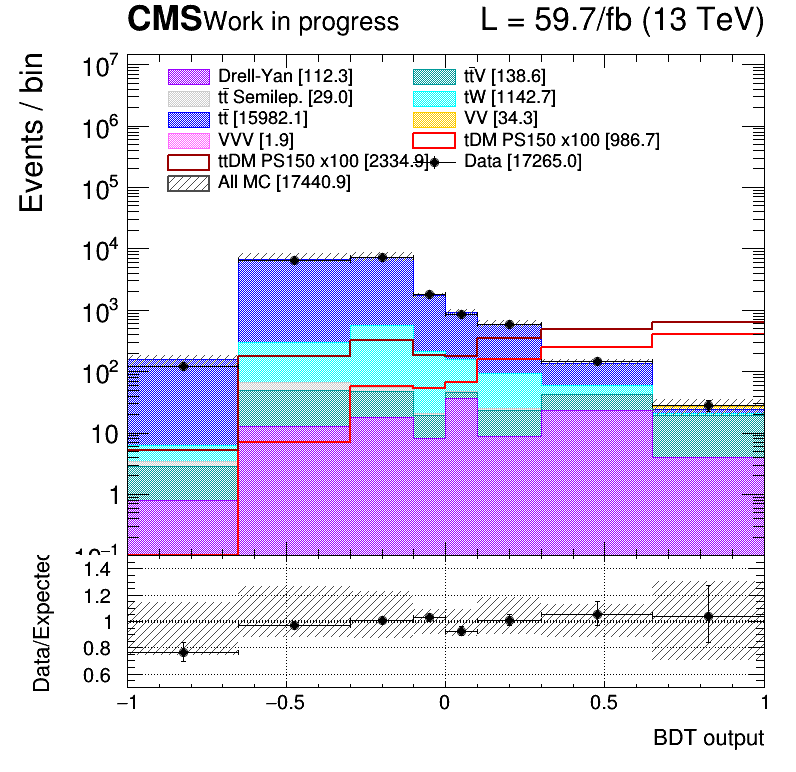 CMS Work in progress L = 59.7/fb (13 TeV)
Events / bin
10⁷
10⁶
10⁵
10⁴
10³
10²
10
1
10⁻¹
Drell-Yan [112.3] tt̄V [138.6]
tt̄ Semilep. [29.0] tW [1142.7]
tt̄ [15982.1] VV [34.3]
VVV [1.9] tDM PS150 x100 [986.7]
ttDM PS150 x100 [2334.9] Data [17265.0]
All MC [17440.9]
Data/Expected
1.4
1.2
1
0.8
0.6
−1 −0.5 0 0.5 1
BDT output